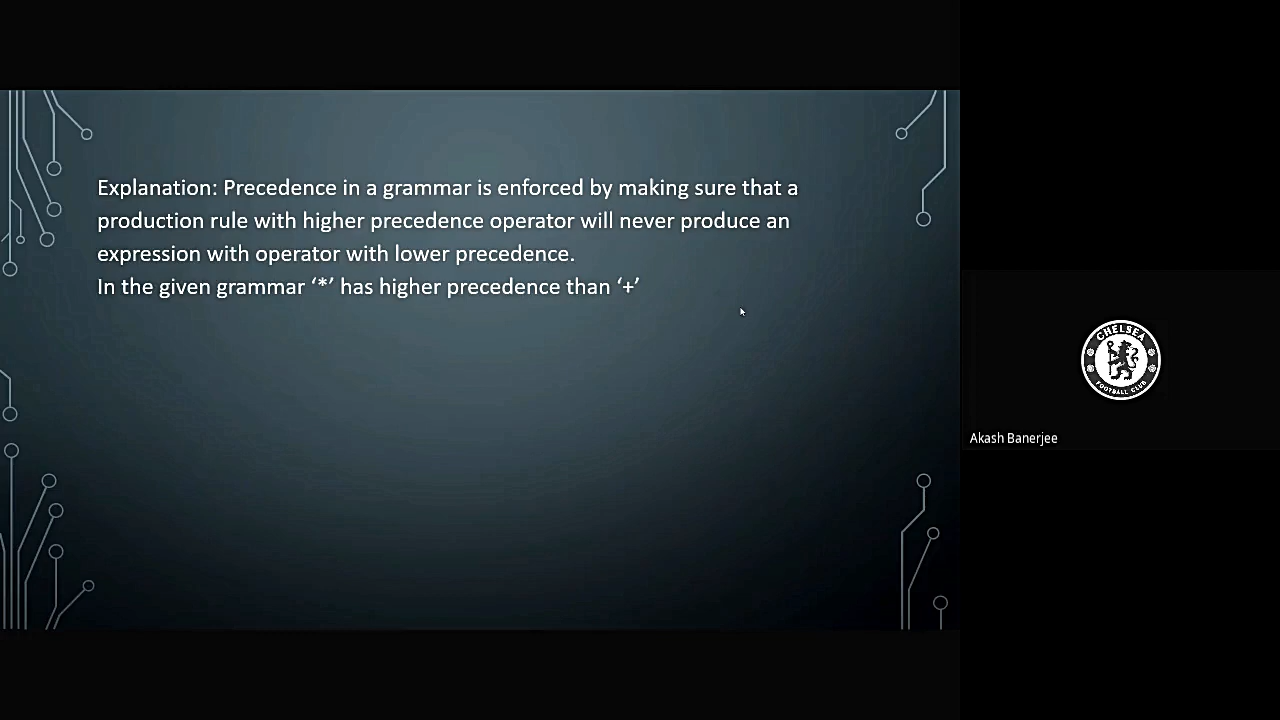 Explanation: Precedence in a grammar is enforced by making sure that a
production rule with higher precedence operator will never produce an
expression with operator with lower precedence.
In the given grammar ‘*’ has higher precedence than ‘+’
CHELSEA
FOOTBALL CLUB
Akash Banerjee